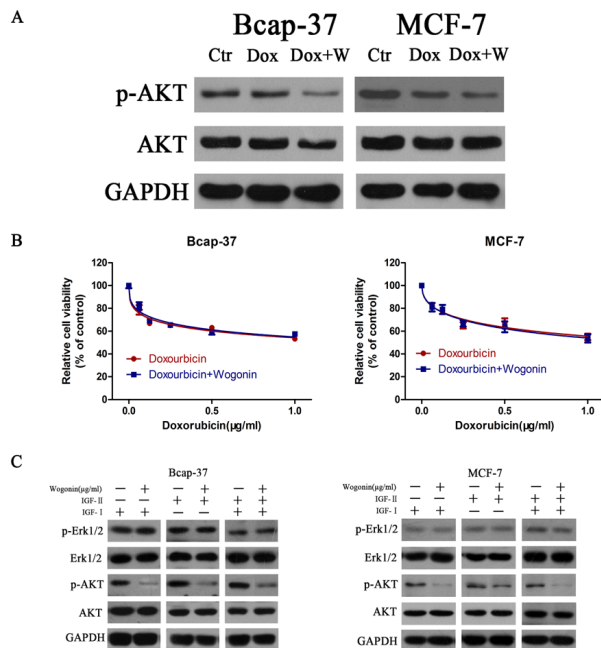 A
Bcap-37 MCF-7
Ctr Dox Dox+W Ctr Dox Dox+W
p-AKT
AKT
GAPDH
B
Bcap-37 MCF-7
Relative cell viability (% of control)
120
100
80
60
40
20
0
0.0 0.5 1.0
Doxourbicin
Doxourbicin+Wogonin
Doxorubicin(μg/ml)
Relative cell viability (% of control)
120
100
80
60
40
20
0
0.0 0.5 1.0
Doxourbicin
Doxourbicin+Wogonin
Doxorubicin(μg/ml)
C
Bcap-37
Wogonin(μg/ml) — + — + — +
IGF-II — — + + + +
IGF-I + + — — + +
p-Erk1/2
Erk1/2
p-AKT
AKT
GAPDH
MCF-7
Wogonin(μg/ml) — + — + — +
IGF-II — — + + + +
IGF-I + + — — + +
p-Erk1/2
Erk1/2
p-AKT
AKT
GAPDH